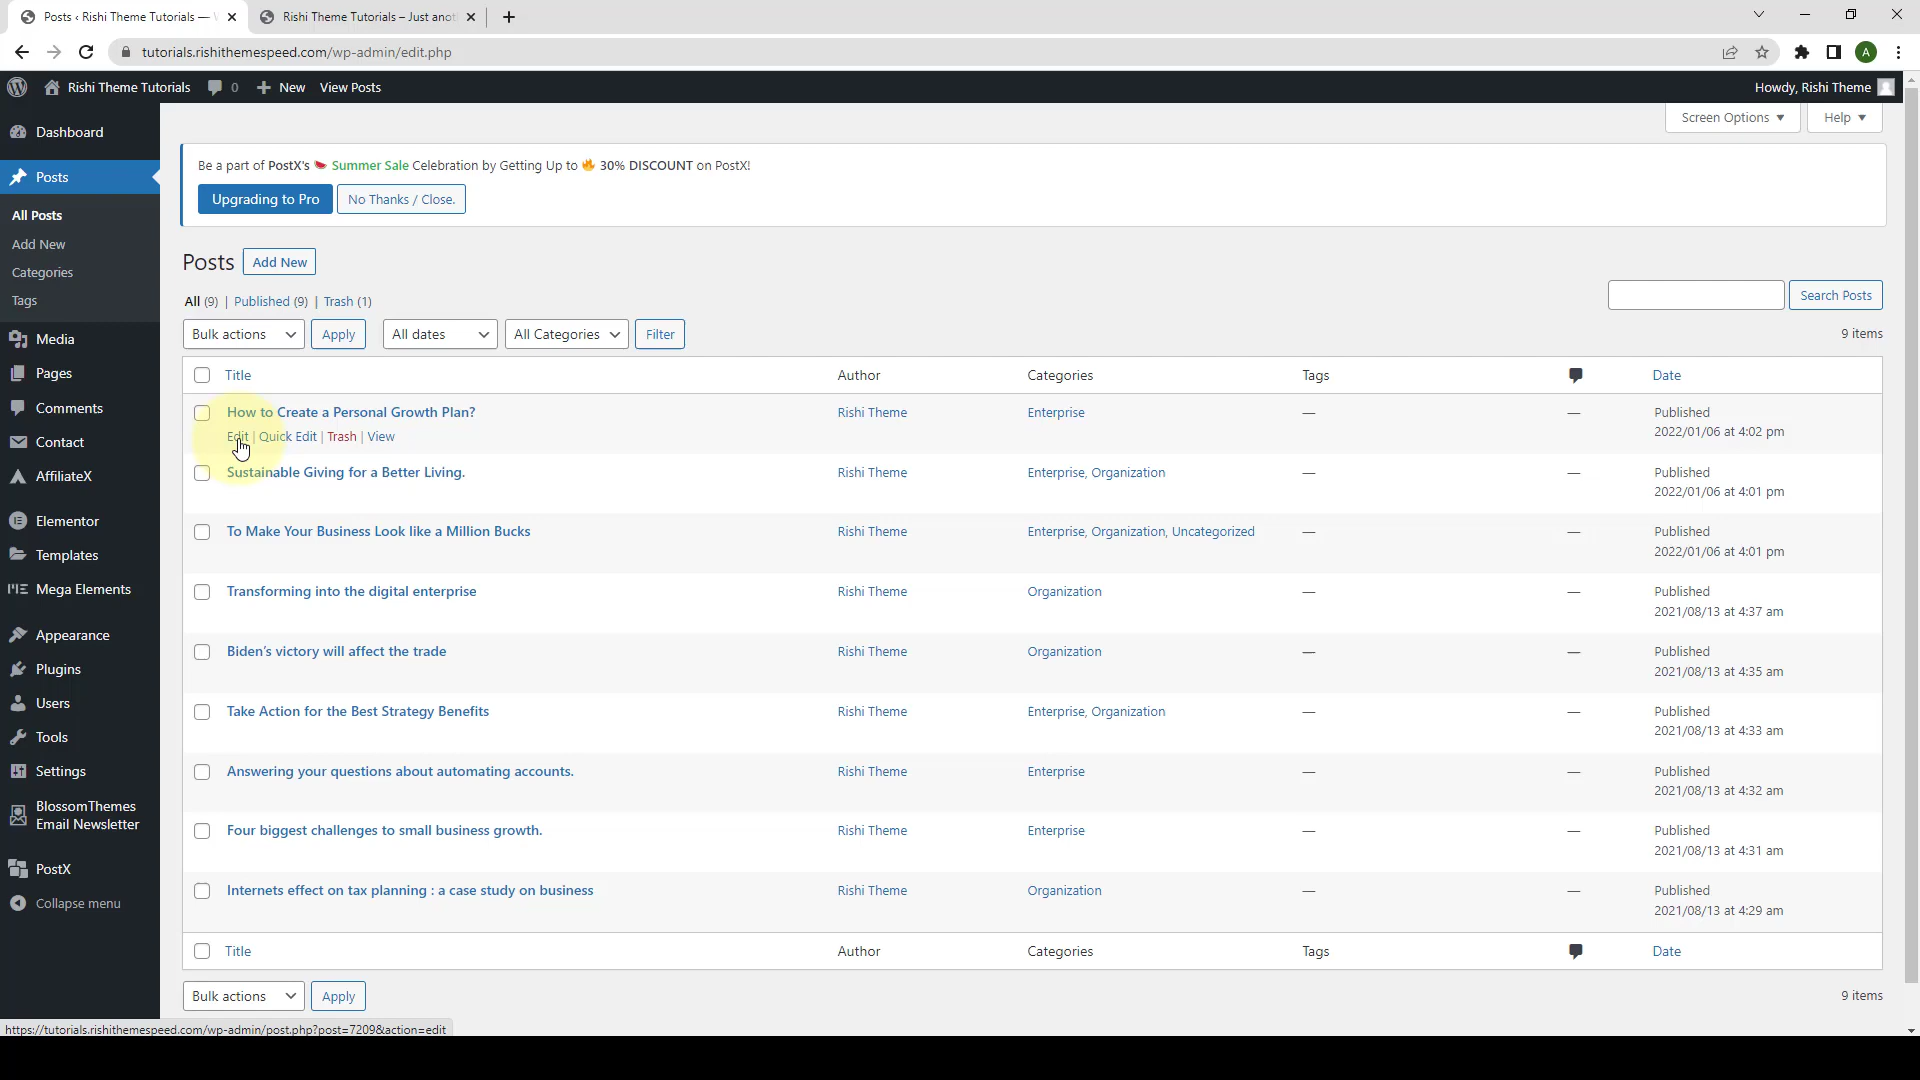 Posts ‹ Rishi Theme Tutorials — W
Rishi Theme Tutorials – Just anot
tutorials.rishithemespeed.com/wp-admin/edit.php
A
Rishi Theme Tutorials 0 New View Posts
Howdy, Rishi Theme
Dashboard
Posts
All Posts
Add New
Categories
Tags
Media
Pages
Comments
Contact
AffiliateX
Elementor
Templates
Mega Elements
Appearance
Plugins
Users
Tools
Settings
BlossomThemes
Email Newsletter
PostX
Collapse menu
Screen Options ▼ Help ▼
Be a part of PostX's 🍉 Summer Sale Celebration by Getting Up to 🔥 30% DISCOUNT on PostX!
Upgrading to Pro No Thanks / Close.
Posts Add New
All (9) | Published (9) | Trash (1)
Search Posts
Bulk actions Apply All dates All Categories Filter
9 items
Title Author Categories Tags Date
How to Create a Personal Growth Plan? Rishi Theme Enterprise — — Published
2022/01/06 at 4:02 pm
Edit | Quick Edit | Trash | View
Sustainable Giving for a Better Living. Rishi Theme Enterprise, Organization — — Published
2022/01/06 at 4:01 pm
To Make Your Business Look like a Million Bucks Rishi Theme Enterprise, Organization, Uncategorized — — Published
2022/01/06 at 4:01 pm
Transforming into the digital enterprise Rishi Theme Organization — — Published
2021/08/13 at 4:37 am
Biden's victory will affect the trade Rishi Theme Organization — — Published
2021/08/13 at 4:35 am
Take Action for the Best Strategy Benefits Rishi Theme Enterprise, Organization — — Published
2021/08/13 at 4:33 am
Answering your questions about automating accounts. Rishi Theme Enterprise — — Published
2021/08/13 at 4:32 am
Four biggest challenges to small business growth. Rishi Theme Enterprise — — Published
2021/08/13 at 4:31 am
Internets effect on tax planning : a case study on business Rishi Theme Organization — — Published
2021/08/13 at 4:29 am
Title Author Categories Tags Date
Bulk actions Apply
9 items
https://tutorials.rishithemespeed.com/wp-admin/post.php?post=7209&action=edit